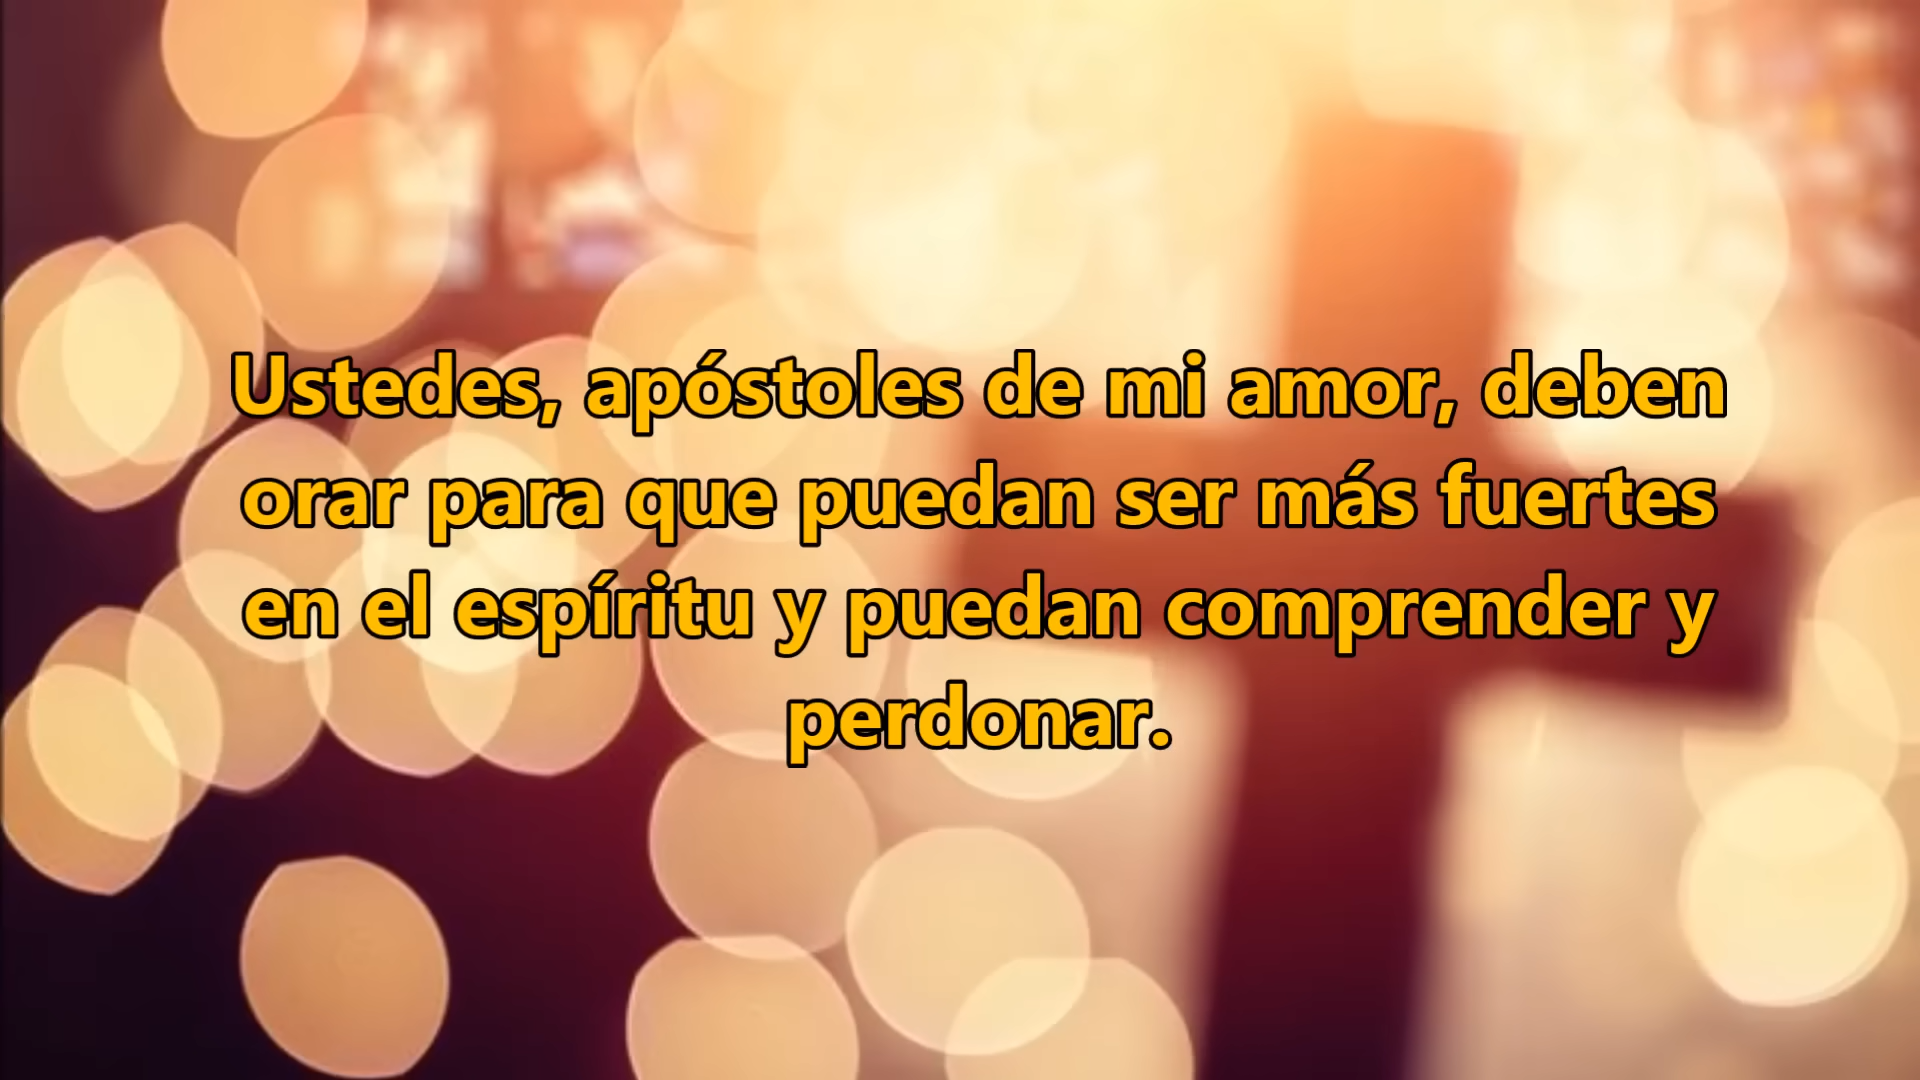 Ustedes, apóstoles de mi amor, deben
orar para que puedan ser más fuertes
en el espíritu y puedan comprender y
perdonar.